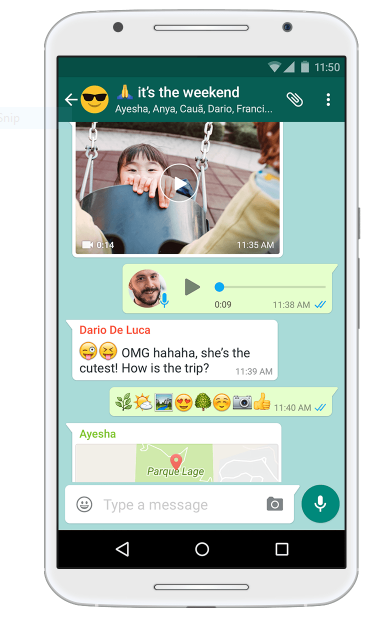 11:50
Snip
🙏 it's the weekend
Ayesha, Anya, Cauã, Dario, Franci...
0:14
11:35 AM
0:09
11:38 AM
Dario De Luca
😜😝 OMG hahaha, she's the
cutest! How is the trip?
11:39 AM
🌿🌤🏞😍🌳☺📷👍 11:40 AM
Ayesha
Parque Lage
Type a message